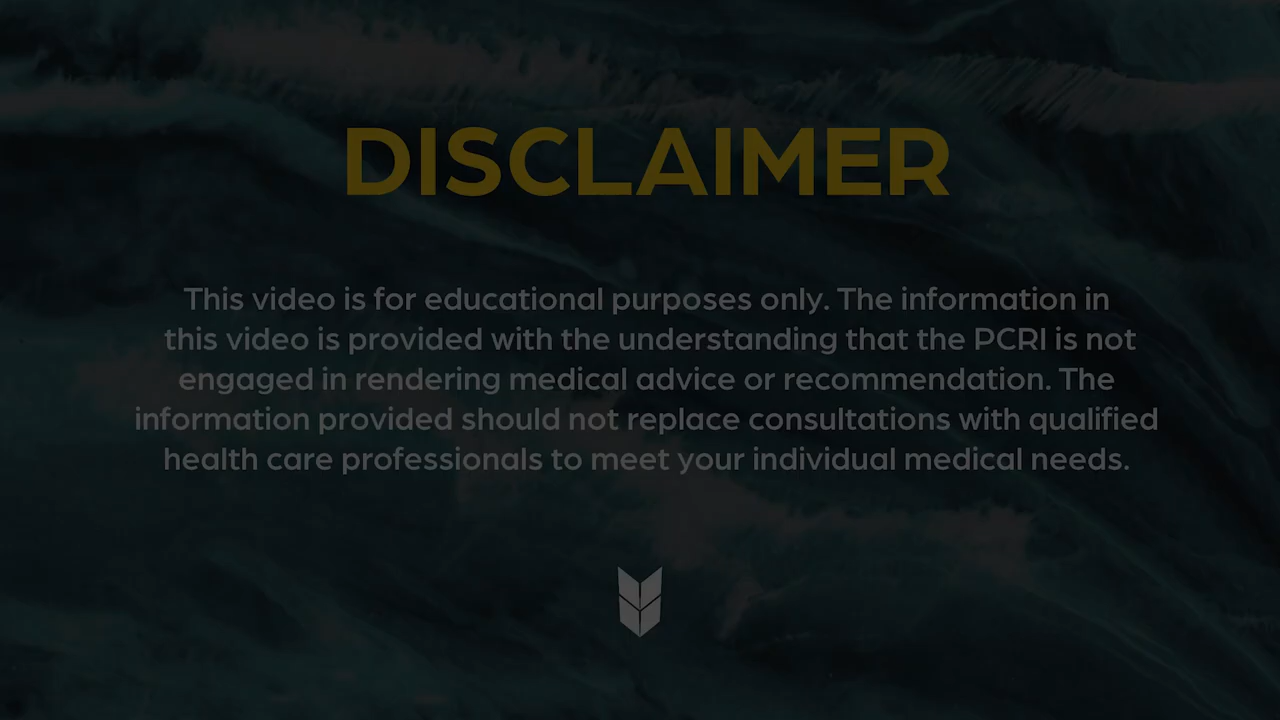 DISCLAIMER
This video is for educational purposes only. The information in
this video is provided with the understanding that the PCRI is not
engaged in rendering medical advice or recommendation. The
information provided should not replace consultations with qualified
health care professionals to meet your individual medical needs.